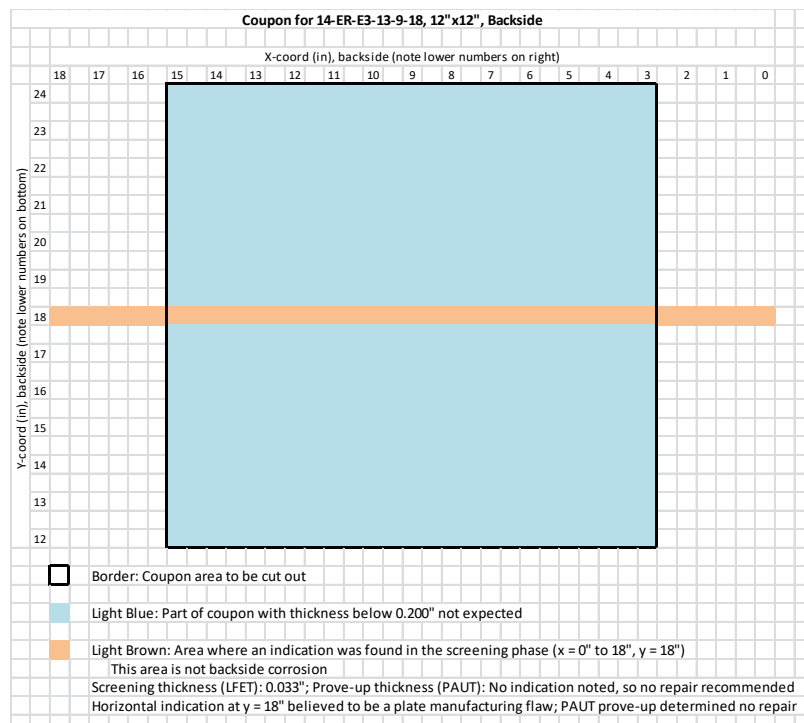 Coupon for 14-ER-E3-13-9-18, 12"x12", Backside
X-coord (in), backside (note lower numbers on right)
18 17 16 15 14 13 12 11 10 9 8 7 6 5 4 3 2 1 0
Y-coord (in), backside (note lower numbers on bottom)
24
23
22
21
20
19
18
17
16
15
14
13
12
Border: Coupon area to be cut out
Light Blue: Part of coupon with thickness below 0.200" not expected
Light Brown: Area where an indication was found in the screening phase (x = 0" to 18", y = 18")
This area is not backside corrosion
Screening thickness (LFET): 0.033"; Prove-up thickness (PAUT): No indication noted, so no repair recommended
Horizontal indication at y = 18" believed to be a plate manufacturing flaw; PAUT prove-up determined no repair